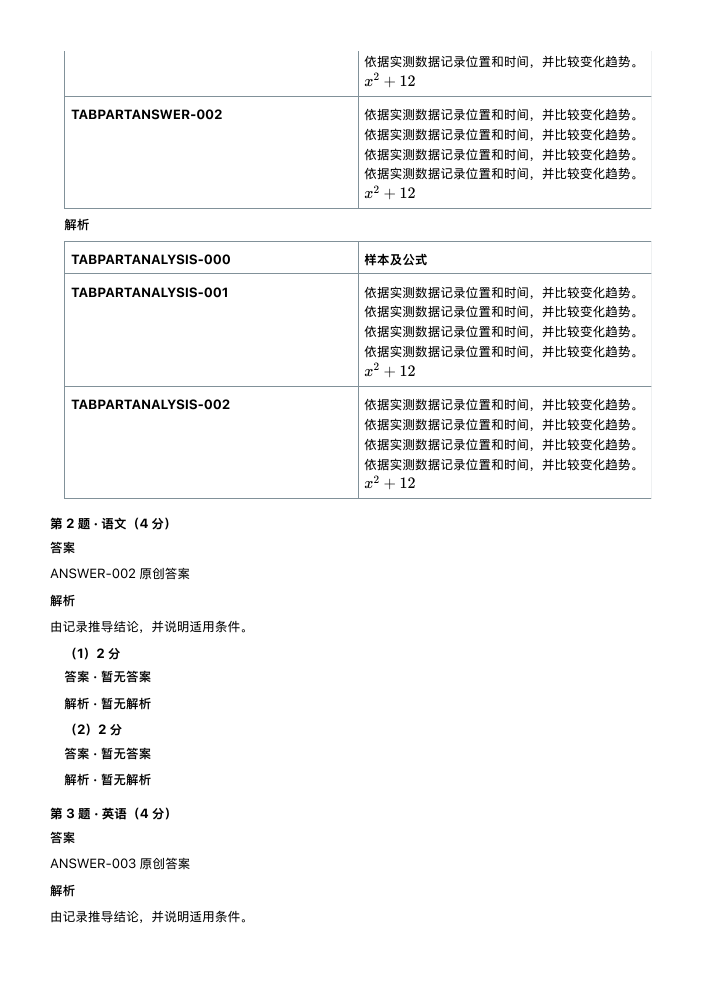 依据实测数据记录位置和时间，并比较变化趋势。
x² + 12
TABPARTANSWER-002
依据实测数据记录位置和时间，并比较变化趋势。
依据实测数据记录位置和时间，并比较变化趋势。
依据实测数据记录位置和时间，并比较变化趋势。
依据实测数据记录位置和时间，并比较变化趋势。
x² + 12
解析
TABPARTANALYSIS-000 样本及公式
TABPARTANALYSIS-001
依据实测数据记录位置和时间，并比较变化趋势。
依据实测数据记录位置和时间，并比较变化趋势。
依据实测数据记录位置和时间，并比较变化趋势。
依据实测数据记录位置和时间，并比较变化趋势。
x² + 12
TABPARTANALYSIS-002
依据实测数据记录位置和时间，并比较变化趋势。
依据实测数据记录位置和时间，并比较变化趋势。
依据实测数据记录位置和时间，并比较变化趋势。
依据实测数据记录位置和时间，并比较变化趋势。
x² + 12
第 2 题 · 语文（4 分）
答案
ANSWER-002 原创答案
解析
由记录推导结论，并说明适用条件。
（1）2 分
答案 · 暂无答案
解析 · 暂无解析
（2）2 分
答案 · 暂无答案
解析 · 暂无解析
第 3 题 · 英语（4 分）
答案
ANSWER-003 原创答案
解析
由记录推导结论，并说明适用条件。